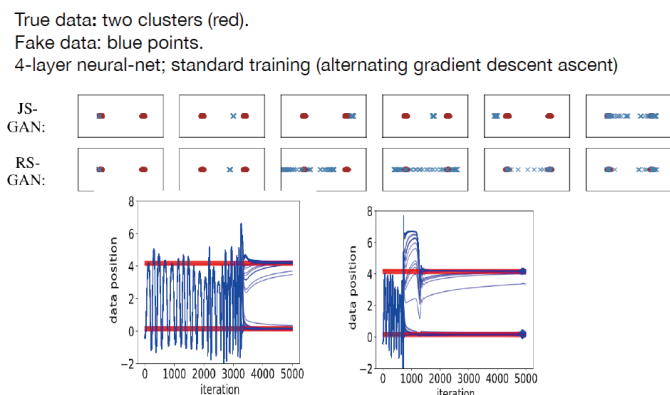 True data: two clusters (red).
Fake data: blue points.
4-layer neural-net; standard training (alternating gradient descent ascent)
JS-
GAN:
RS-
GAN:
8
6
4
2
0
−2
data position
0 1000 2000 3000 4000 5000
iteration
8
6
4
2
0
−2
data position
0 1000 2000 3000 4000 5000
iteration